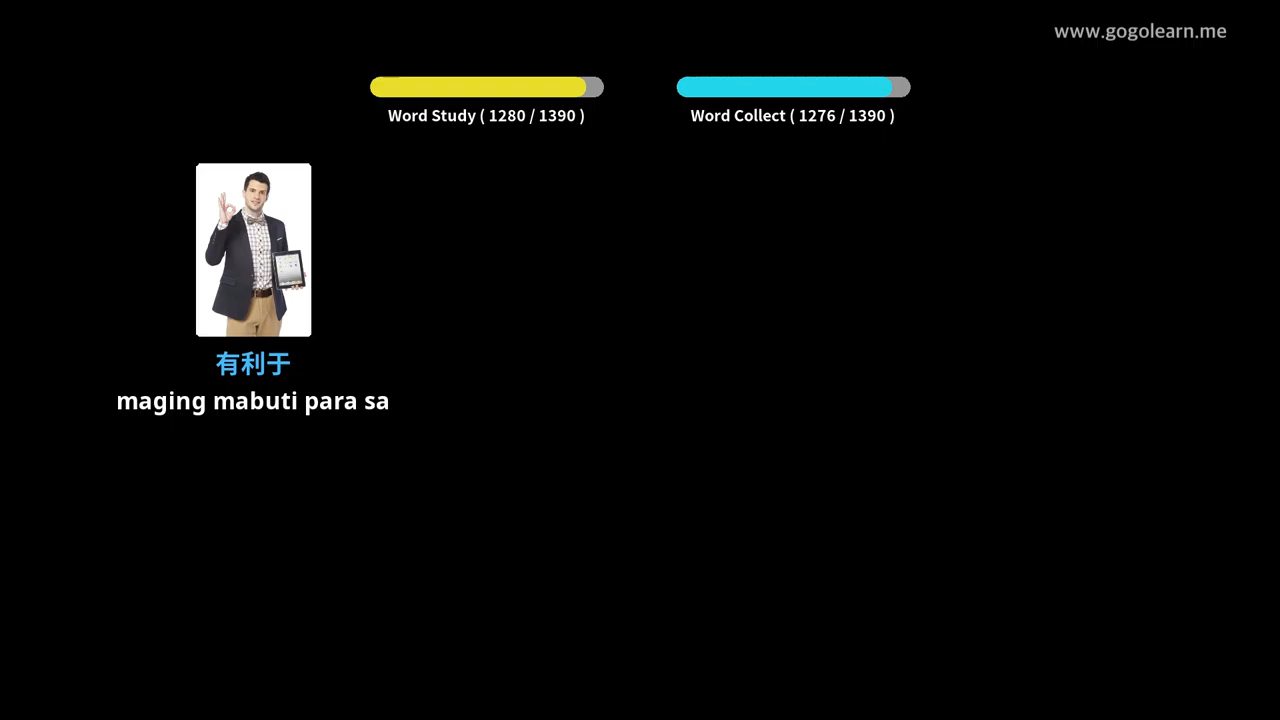 www.gogolearn.me
Word Study ( 1280 / 1390 )
Word Collect ( 1276 / 1390 )
有利于
maging mabuti para sa